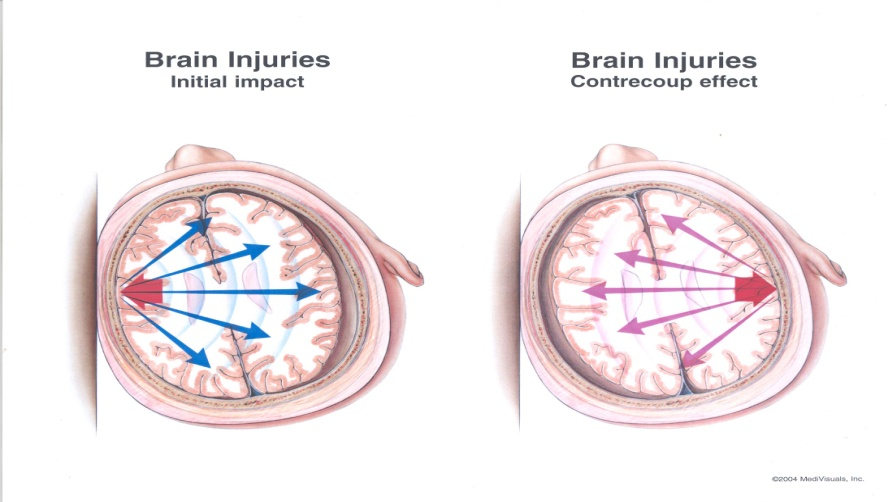 Brain Injuries
Initial impact
Brain Injuries
Contrecoup effect
©2004 MediVisuals, Inc.